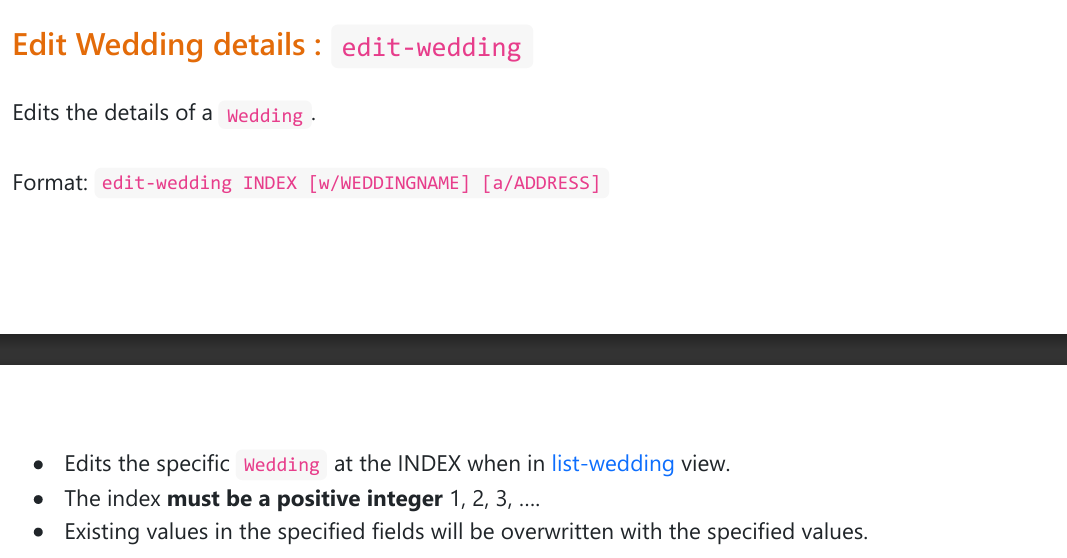 Edit Wedding details : edit-wedding
Edits the details of a Wedding.
Format: edit-wedding INDEX [w/WEDDINGNAME] [a/ADDRESS]
• Edits the specific Wedding at the INDEX when in list-wedding view.
• The index must be a positive integer 1, 2, 3, ....
• Existing values in the specified fields will be overwritten with the specified values.